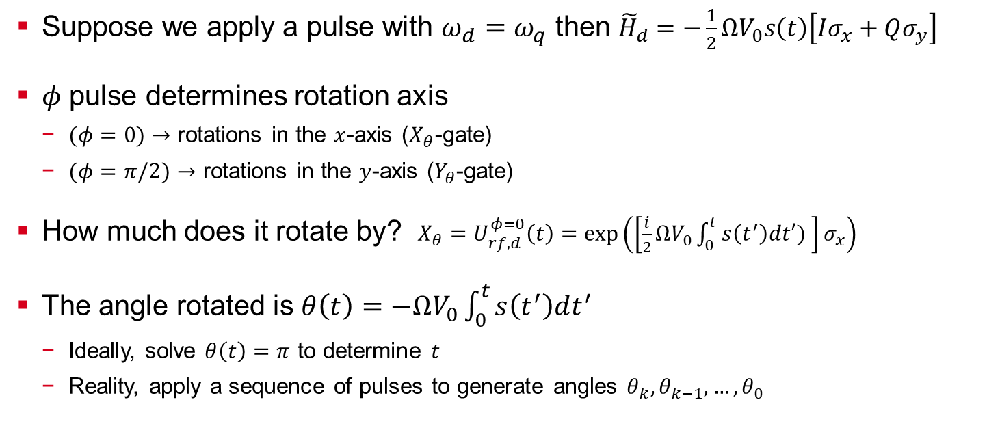 ▪ Suppose we apply a pulse with $\omega_d = \omega_q$ then $\widetilde{H}_d = -\frac{1}{2}\Omega V_0 s(t)[I\sigma_x + Q\sigma_y]$
▪ $\phi$ pulse determines rotation axis
− $(\phi = 0) \rightarrow$ rotations in the $x$-axis ($X_\theta$-gate)
− $(\phi = \pi/2) \rightarrow$ rotations in the $y$-axis ($Y_\theta$-gate)
▪ How much does it rotate by? $X_\theta = U_{rf,d}^{\phi=0}(t) = \exp\left(\left[\frac{i}{2}\Omega V_0 \int_0^t s(t')dt')\right]\sigma_x\right)$
▪ The angle rotated is $\theta(t) = -\Omega V_0 \int_0^t s(t')dt'$
− Ideally, solve $\theta(t) = \pi$ to determine $t$
− Reality, apply a sequence of pulses to generate angles $\theta_k, \theta_{k-1}, \ldots, \theta_0$